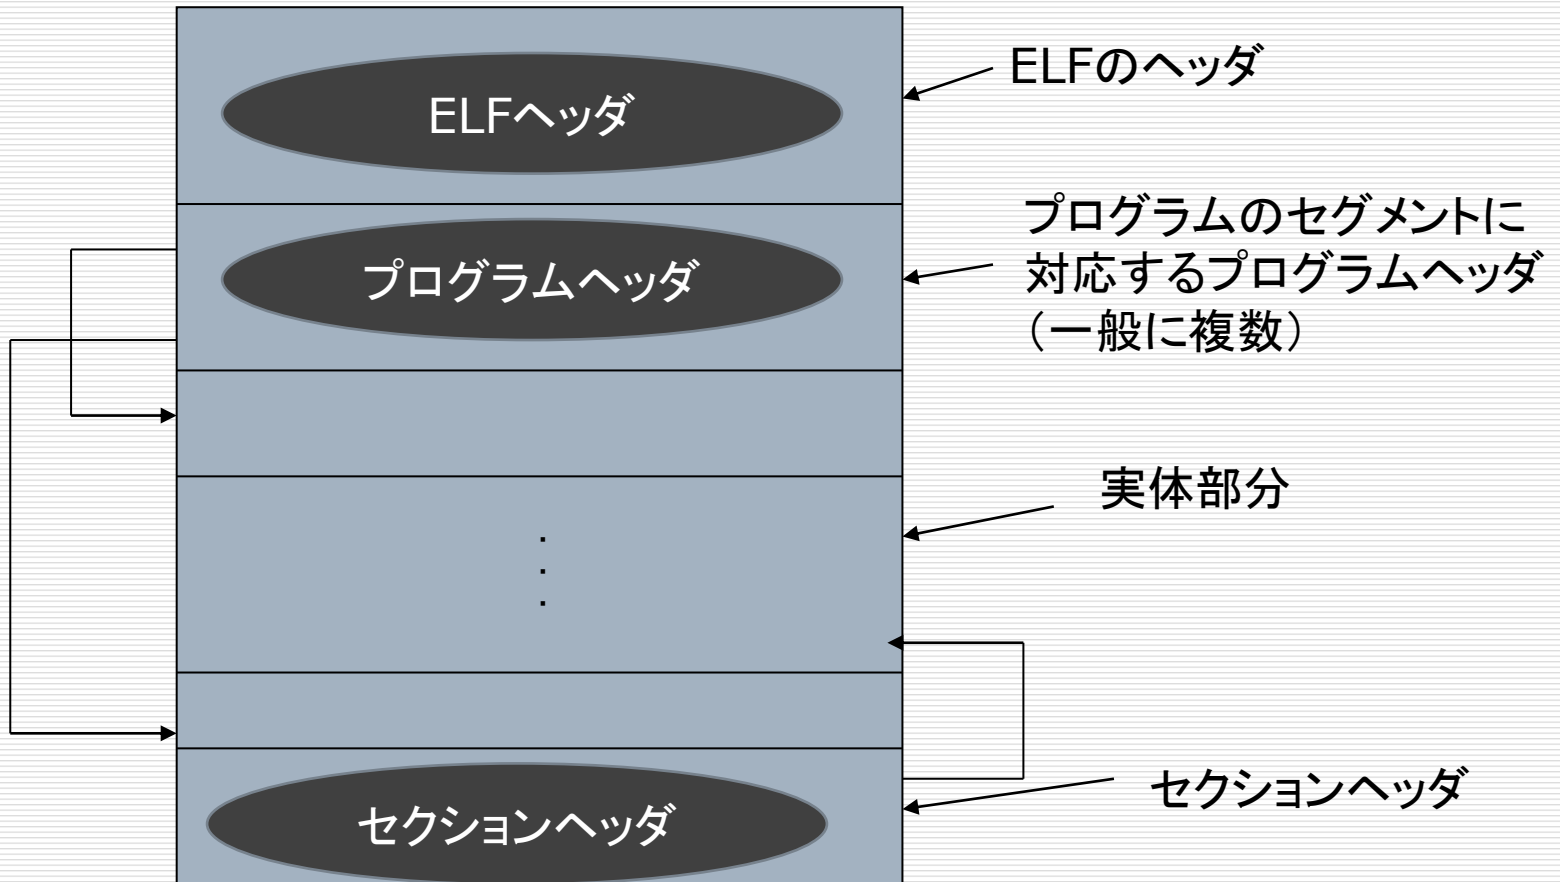 ELFヘッダ
ELFのヘッダ
プログラムヘッダ
プログラムのセグメントに
対応するプログラムヘッダ
（一般に複数）
実体部分
.
.
.
セクションヘッダ
セクションヘッダ